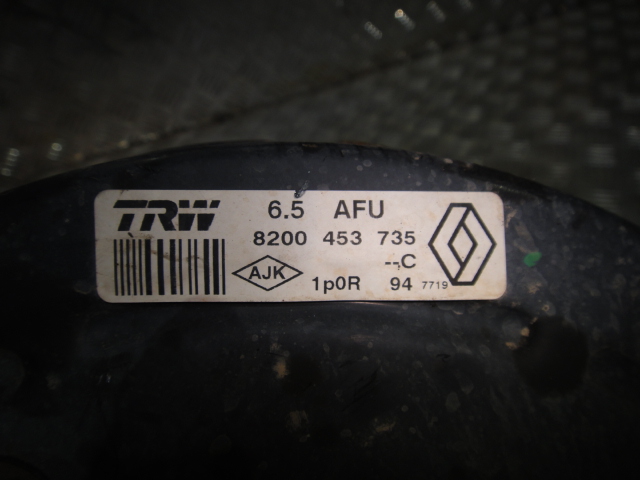 TRW 6.5 AFU
8200 453 735
--,C
AJK 1p0R 94 7719